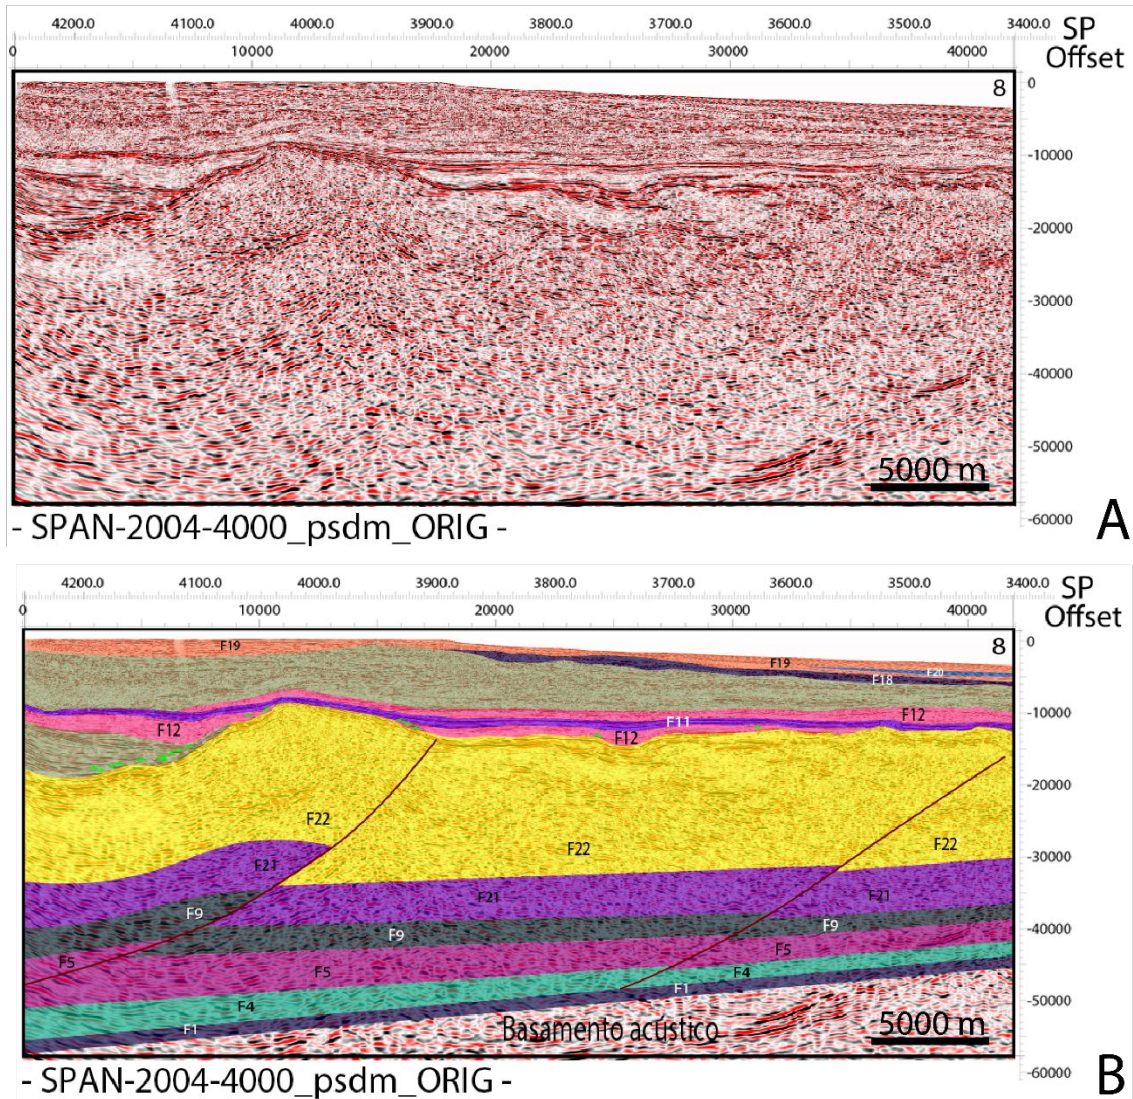 4200.0 4100.0 4000.0 3900.0 3800.0 3700.0 3600.0 3500.0 3400.0 SP
0 10000 20000 30000 40000 Offset
8
0
-10000
-20000
-30000
-40000
-50000
-60000
5000 m
A
- SPAN-2004-4000_psdm_ORIG -
4200.0 4100.0 4000.0 3900.0 3800.0 3700.0 3600.0 3500.0 3400.0 SP
0 10000 20000 30000 40000 Offset
8
0
F19 F19 F20
F18
-10000
F12 F11 F12
F12
-20000
F22 F22 F22
-30000
F21 F21 F21
F9 F9 F9
-40000
F5 F5 F5
F4 F4
F1 F1
-50000
Basamento acústico
5000 m
-60000
B
- SPAN-2004-4000_psdm_ORIG -